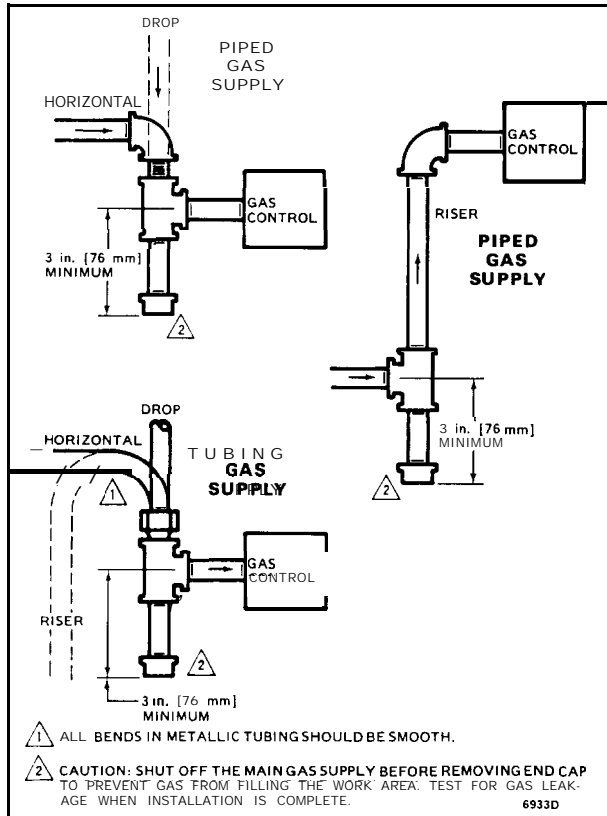 DROP
PIPED
GAS
SUPPLY
HORIZONTAL
GAS
CONTROL
3 in. [76 mm]
MINIMUM
2
GAS
CONTROL
RISER
PIPED
GAS
SUPPLY
3 in. [76 mm]
MINIMUM
2
DROP
HORIZONTAL
TUBING
GAS
SUPPLY
1
GAS
CONTROL
RISER
2
3 in. [76 mm]
MINIMUM
1 ALL BENDS IN METALLIC TUBING SHOULD BE SMOOTH.
2 CAUTION: SHUT OFF THE MAIN GAS SUPPLY BEFORE REMOVING END CAP
TO PREVENT GAS FROM FILLING THE WORK AREA. TEST FOR GAS LEAK-
AGE WHEN INSTALLATION IS COMPLETE.
6933D